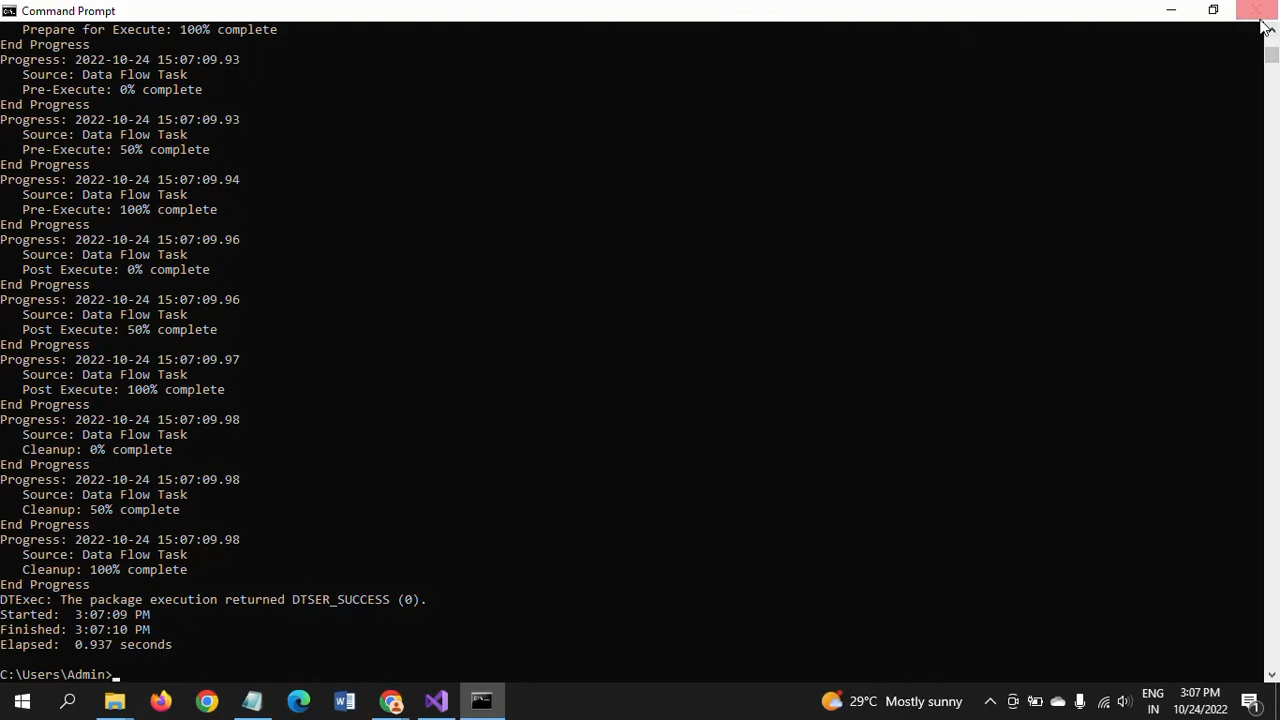 Command Prompt
Prepare for Execute: 100% complete
End Progress
Progress: 2022-10-24 15:07:09.93
Source: Data Flow Task
Pre-Execute: 0% complete
End Progress
Progress: 2022-10-24 15:07:09.93
Source: Data Flow Task
Pre-Execute: 50% complete
End Progress
Progress: 2022-10-24 15:07:09.94
Source: Data Flow Task
Pre-Execute: 100% complete
End Progress
Progress: 2022-10-24 15:07:09.96
Source: Data Flow Task
Post Execute: 0% complete
End Progress
Progress: 2022-10-24 15:07:09.96
Source: Data Flow Task
Post Execute: 50% complete
End Progress
Progress: 2022-10-24 15:07:09.97
Source: Data Flow Task
Post Execute: 100% complete
End Progress
Progress: 2022-10-24 15:07:09.98
Source: Data Flow Task
Cleanup: 0% complete
End Progress
Progress: 2022-10-24 15:07:09.98
Source: Data Flow Task
Cleanup: 50% complete
End Progress
Progress: 2022-10-24 15:07:09.98
Source: Data Flow Task
Cleanup: 100% complete
End Progress
DTExec: The package execution returned DTSER_SUCCESS (0).
Started:  3:07:09 PM
Finished: 3:07:10 PM
Elapsed:  0.937 seconds
C:\Users\Admin>
29°C Mostly sunny
ENG
IN
3:07 PM
10/24/2022
1